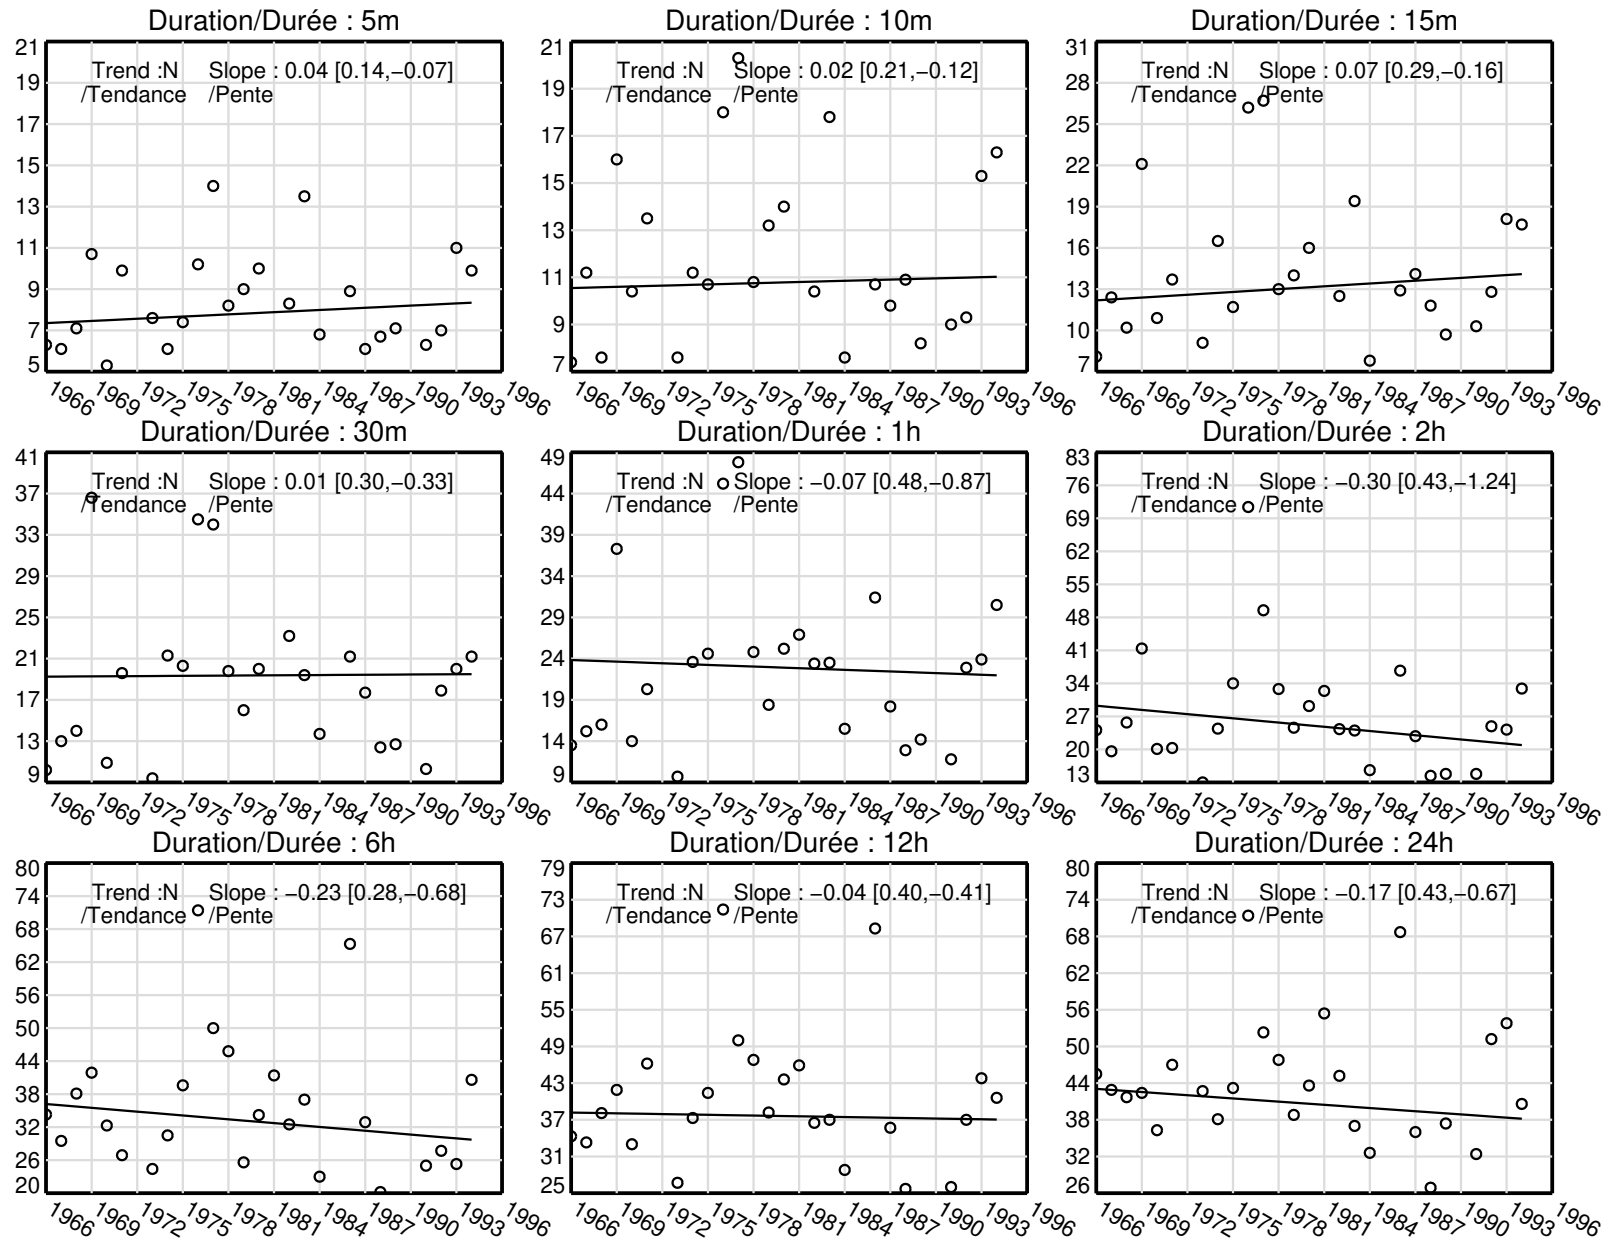 Duration/Durée : 5m
21
19
17
15
13
11
9
7
5
Trend :N Slope : 0.04 [0.14,−0.07]
/Tendance /Pente
1966 1969 1972 1975 1978 1981 1984 1987 1990 1993 1996
Duration/Durée : 10m
21
19
17
15
13
11
9
7
Trend :N Slope : 0.02 [0.21,−0.12]
/Tendance /Pente
1966 1969 1972 1975 1978 1981 1984 1987 1990 1993 1996
Duration/Durée : 15m
31
28
25
22
19
16
13
10
7
Trend :N Slope : 0.07 [0.29,−0.16]
/Tendance /Pente
1966 1969 1972 1975 1978 1981 1984 1987 1990 1993 1996
Duration/Durée : 30m
41
37
33
29
25
21
17
13
9
Trend :N Slope : 0.01 [0.30,−0.33]
/Tendance /Pente
1966 1969 1972 1975 1978 1981 1984 1987 1990 1993 1996
Duration/Durée : 1h
49
44
39
34
29
24
19
14
9
Trend :N Slope : −0.07 [0.48,−0.87]
/Tendance /Pente
1966 1969 1972 1975 1978 1981 1984 1987 1990 1993 1996
Duration/Durée : 2h
83
76
69
62
55
48
41
34
27
20
13
Trend :N Slope : −0.30 [0.43,−1.24]
/Tendance /Pente
1966 1969 1972 1975 1978 1981 1984 1987 1990 1993 1996
Duration/Durée : 6h
80
74
68
62
56
50
44
38
32
26
20
Trend :N Slope : −0.23 [0.28,−0.68]
/Tendance /Pente
1966 1969 1972 1975 1978 1981 1984 1987 1990 1993 1996
Duration/Durée : 12h
79
73
67
61
55
49
43
37
31
25
Trend :N Slope : −0.04 [0.40,−0.41]
/Tendance /Pente
1966 1969 1972 1975 1978 1981 1984 1987 1990 1993 1996
Duration/Durée : 24h
80
74
68
62
56
50
44
38
32
26
Trend :N Slope : −0.17 [0.43,−0.67]
/Tendance /Pente
1966 1969 1972 1975 1978 1981 1984 1987 1990 1993 1996